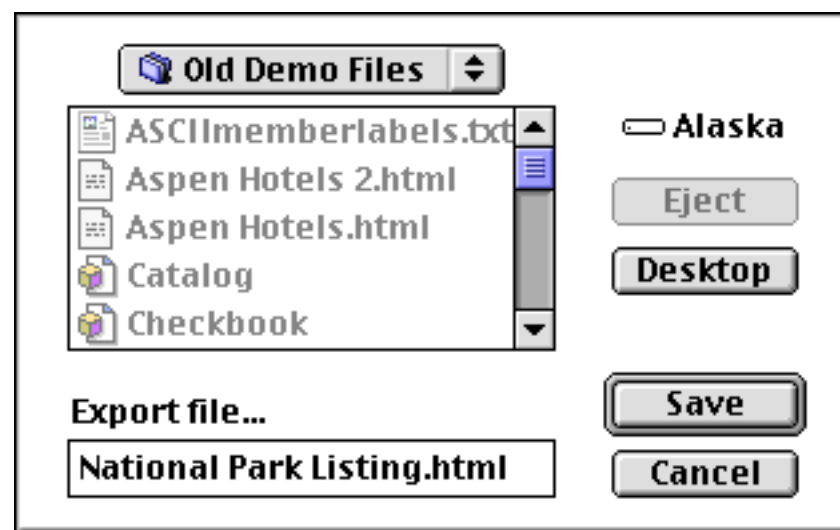 Old Demo Files
ASCIImemberlabels.txt
Aspen Hotels 2.html
Aspen Hotels.html
Catalog
Checkbook
Alaska
Eject
Desktop
Export file...
National Park Listing.html
Save
Cancel